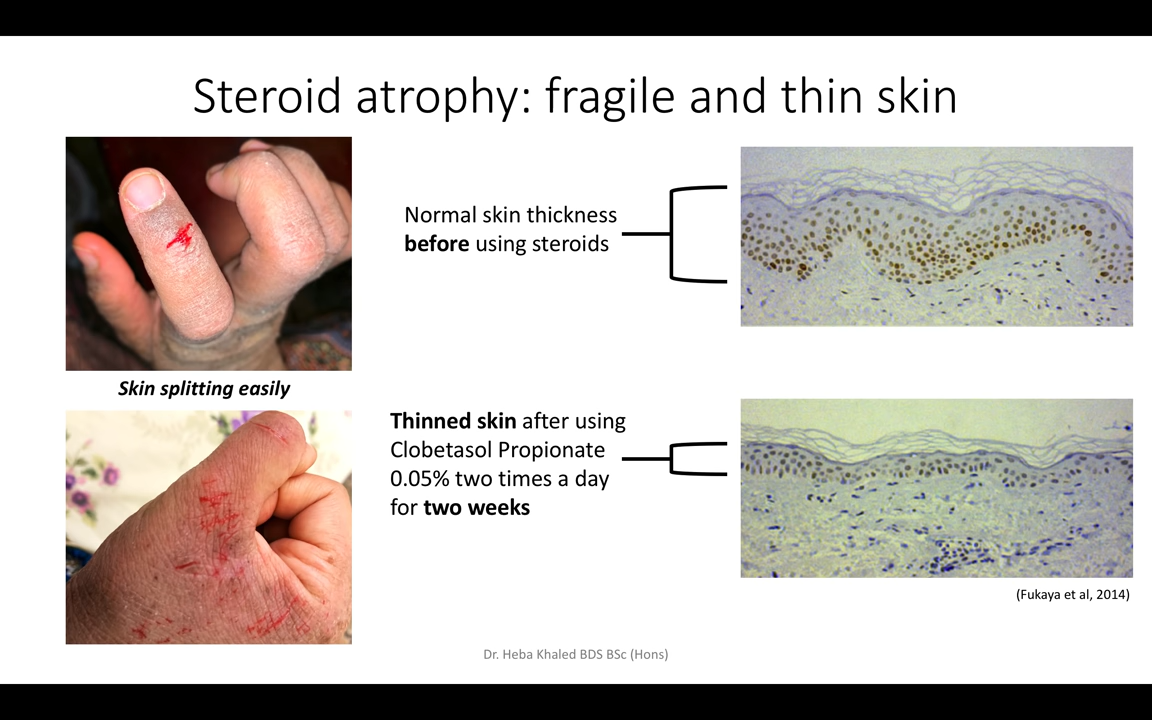 Steroid atrophy: fragile and thin skin
Normal skin thickness
before using steroids
Skin splitting easily
Thinned skin after using
Clobetasol Propionate
0.05% two times a day
for two weeks
(Fukaya et al, 2014)
Dr. Heba Khaled BDS BSc (Hons)